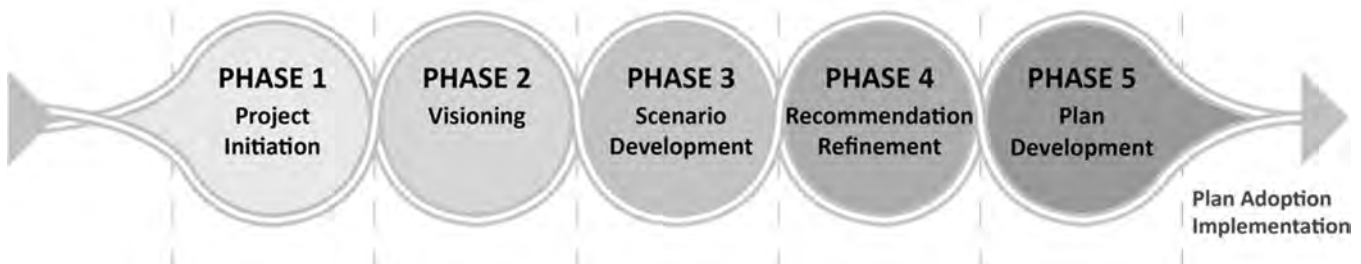 PHASE 1
Project
Initiation
PHASE 2
Visioning
PHASE 3
Scenario
Development
PHASE 4
Recommendation
Refinement
PHASE 5
Plan
Development
Plan Adoption
Implementation